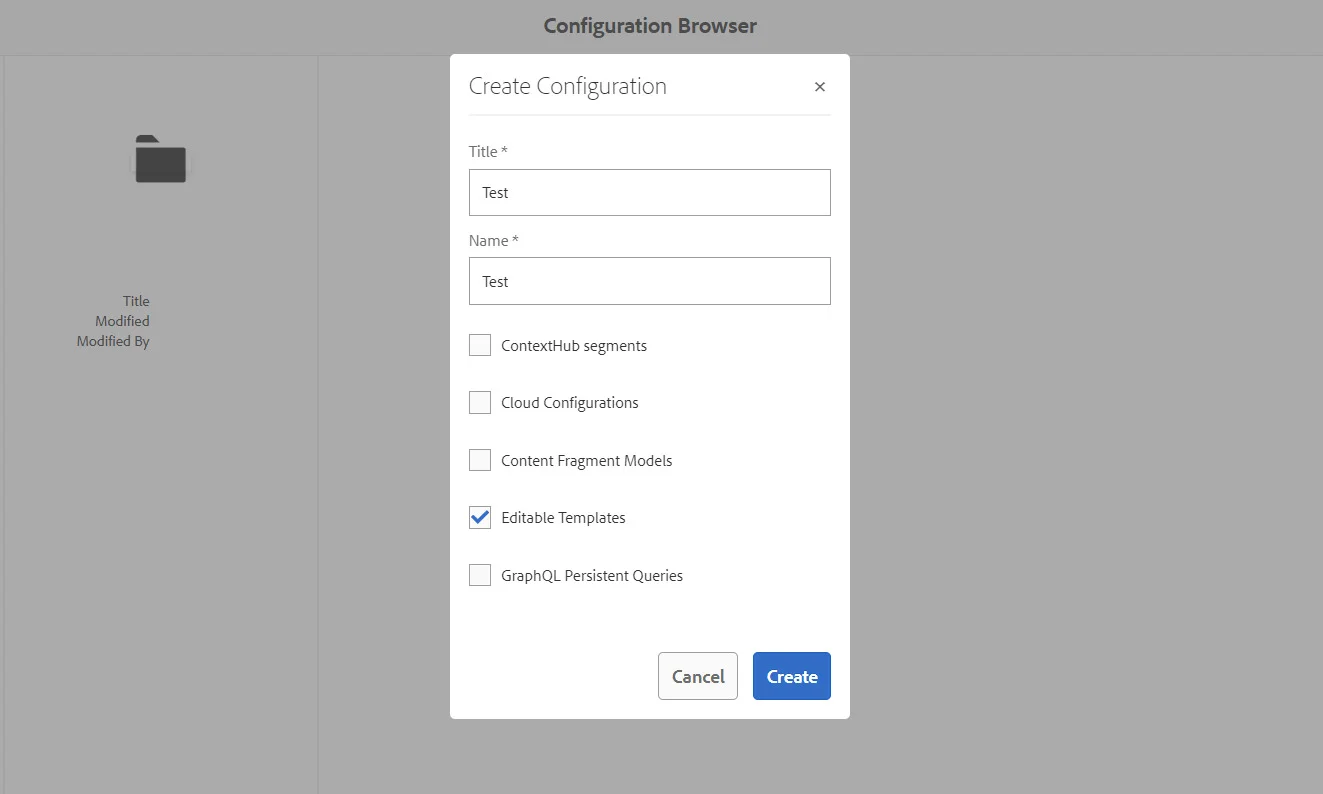 Configuration Browser
Create Configuration
Title *
Test
Name *
Test
Title
Modified
Modified By
ContextHub segments
Cloud Configurations
Content Fragment Models
Editable Templates
GraphQL Persistent Queries
Cancel
Create